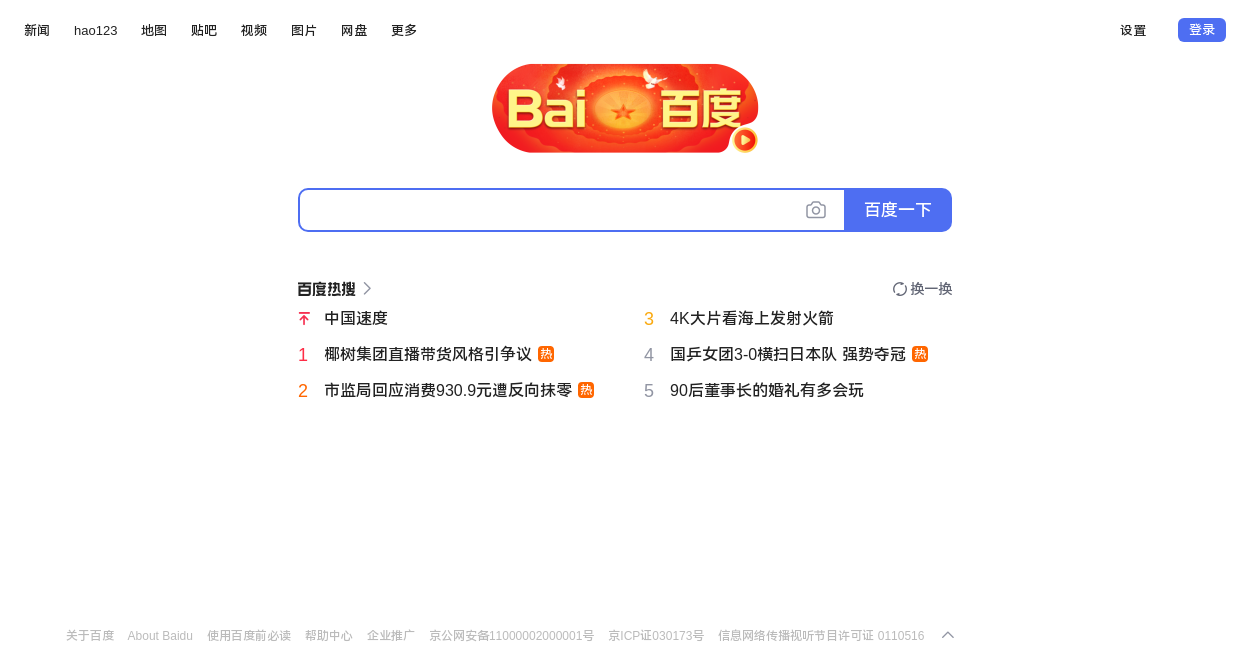 新闻 hao123 地图 贴吧 视频 图片 网盘 更多 设置 登录
Bai 百度
百度一下
百度热搜 换一换
中国速度
1 椰树集团直播带货风格引争议 热
2 市监局回应消费930.9元遭反向抹零 热
3 4K大片看海上发射火箭
4 国乒女团3-0横扫日本队 强势夺冠 热
5 90后董事长的婚礼有多会玩
关于百度 About Baidu 使用百度前必读 帮助中心 企业推广 京公网安备11000002000001号 京ICP证030173号 信息网络传播视听节目许可证 0110516